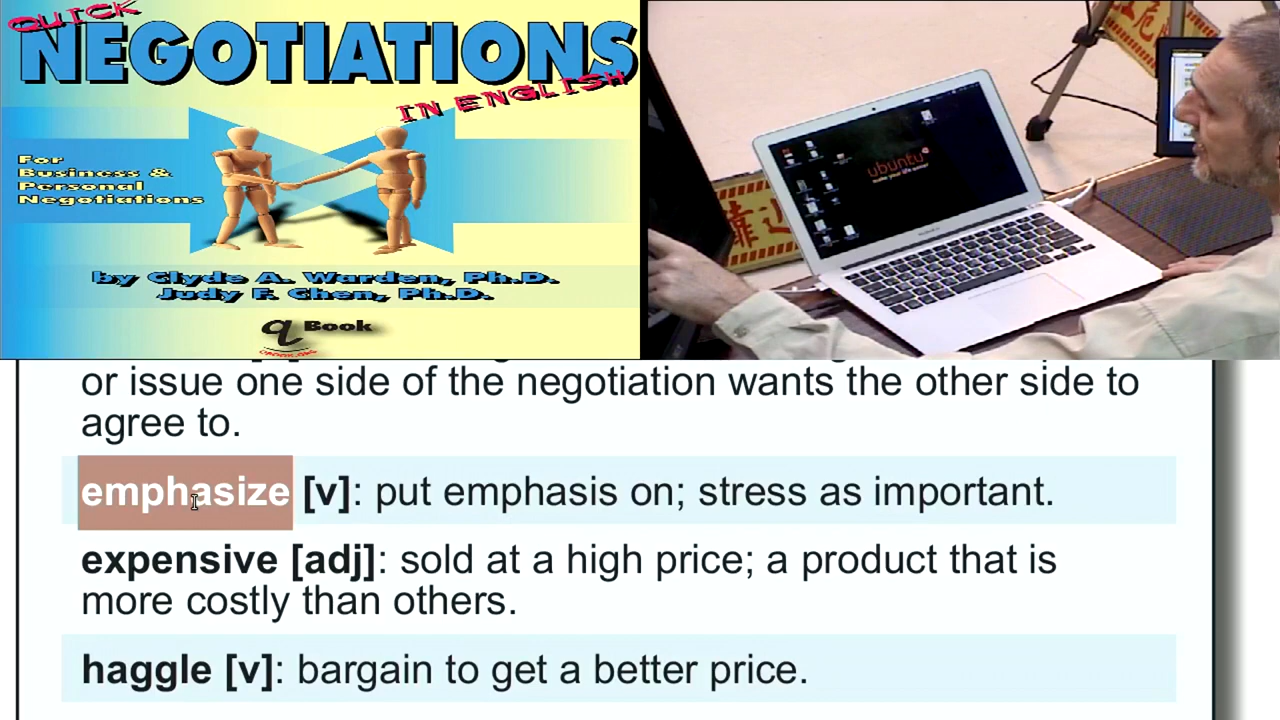 QUICK
NEGOTIATIONS
IN ENGLISH
For
Business &
Personal
Negotiations
by Clyde A. Warden, Ph.D.
Judy F. Chen, Ph.D.
q Book
ubuntu
危
靠近
or issue one side of the negotiation wants the other side to
agree to.
emphasize [v]: put emphasis on; stress as important.
expensive [adj]: sold at a high price; a product that is
more costly than others.
haggle [v]: bargain to get a better price.